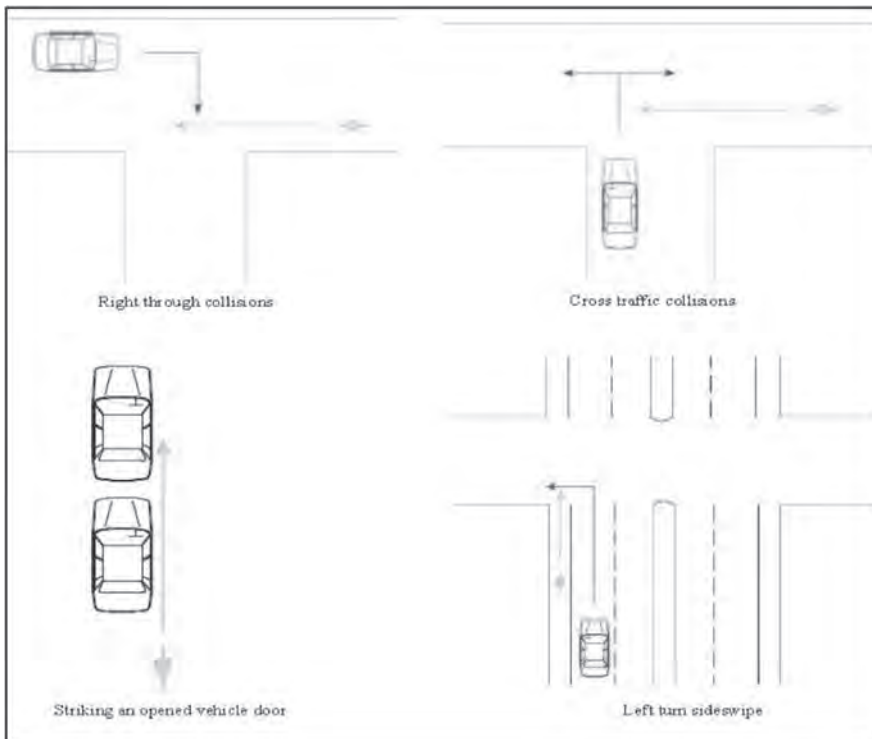 Right through collisions
Cross traffic collisions
Striking an opened vehicle door
Left turn sideswipe